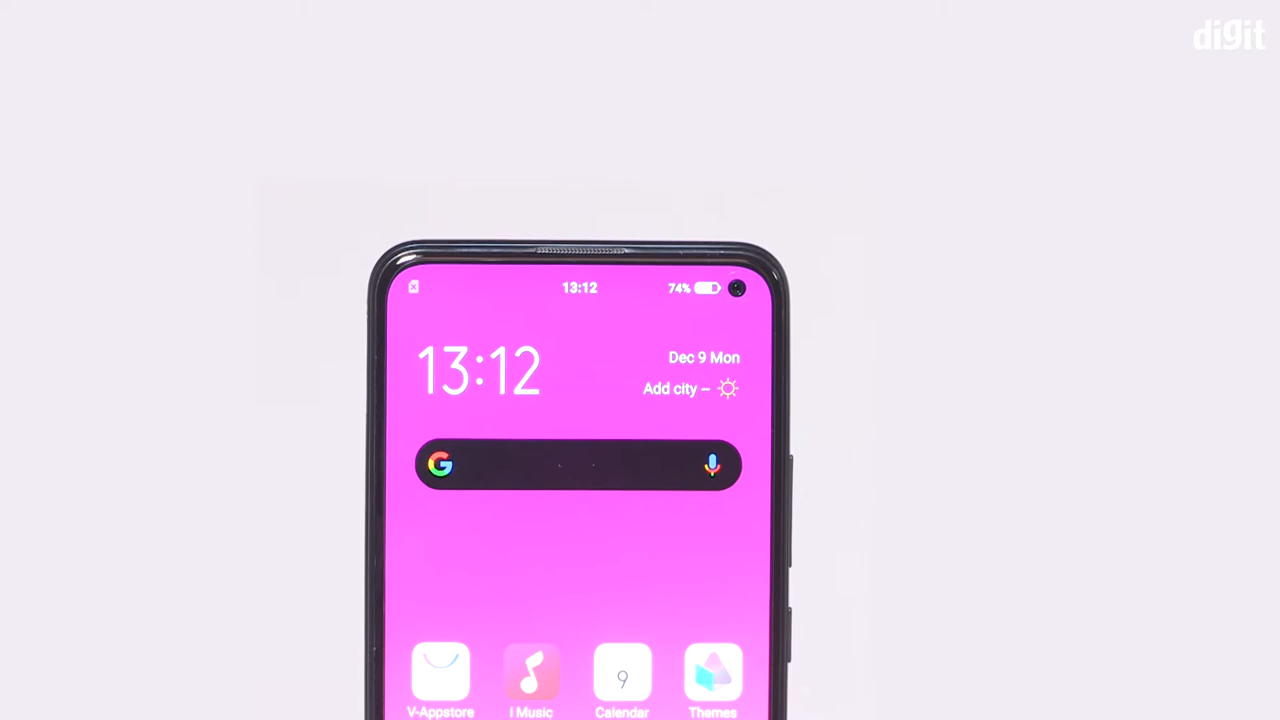 digit
13:12
74%
13:12
Dec 9 Mon
Add city –
G
9
V-Appstore
i Music
Calendar
Themes